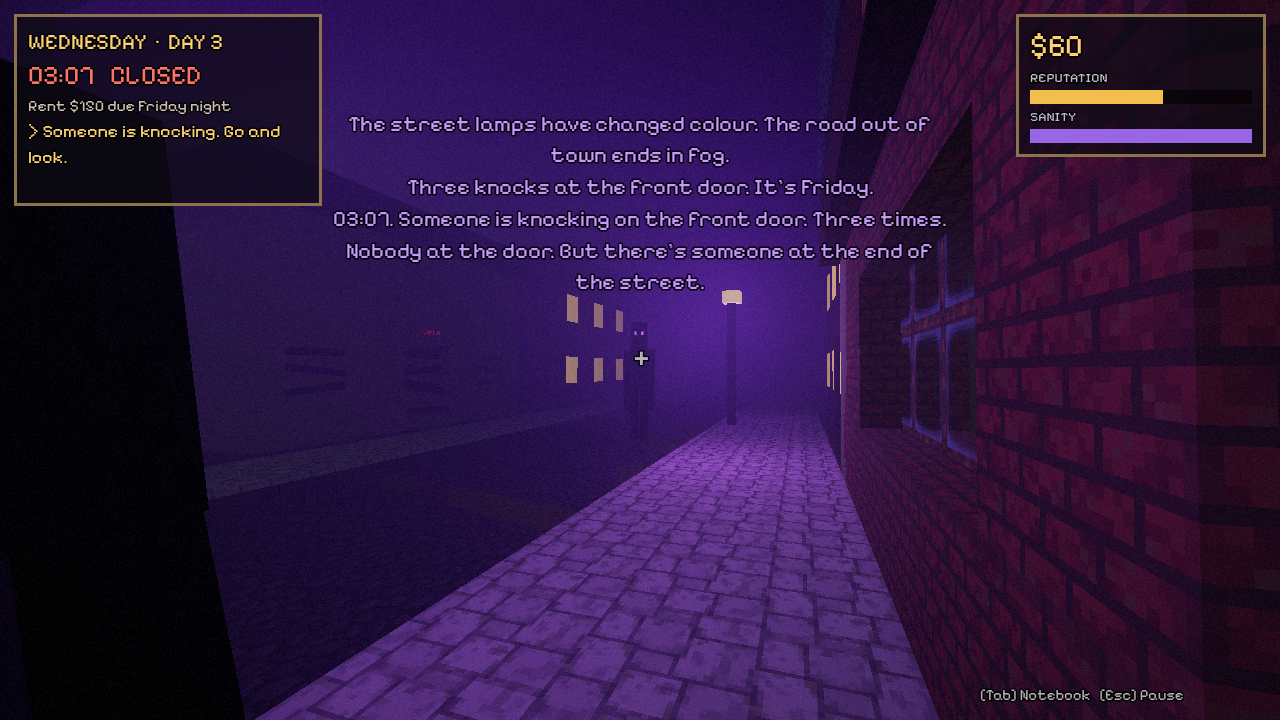 WEDNESDAY · DAY 3
03:07 CLOSED
Rent $180 due Friday night
> Someone is knocking. Go and
look.
$60
REPUTATION
SANITY
The street lamps have changed colour. The road out of
town ends in fog.
Three knocks at the front door. It's Friday.
03:07. Someone is knocking on the front door. Three times.
Nobody at the door. But there's someone at the end of
the street.
[Tab] Notebook [Esc] Pause